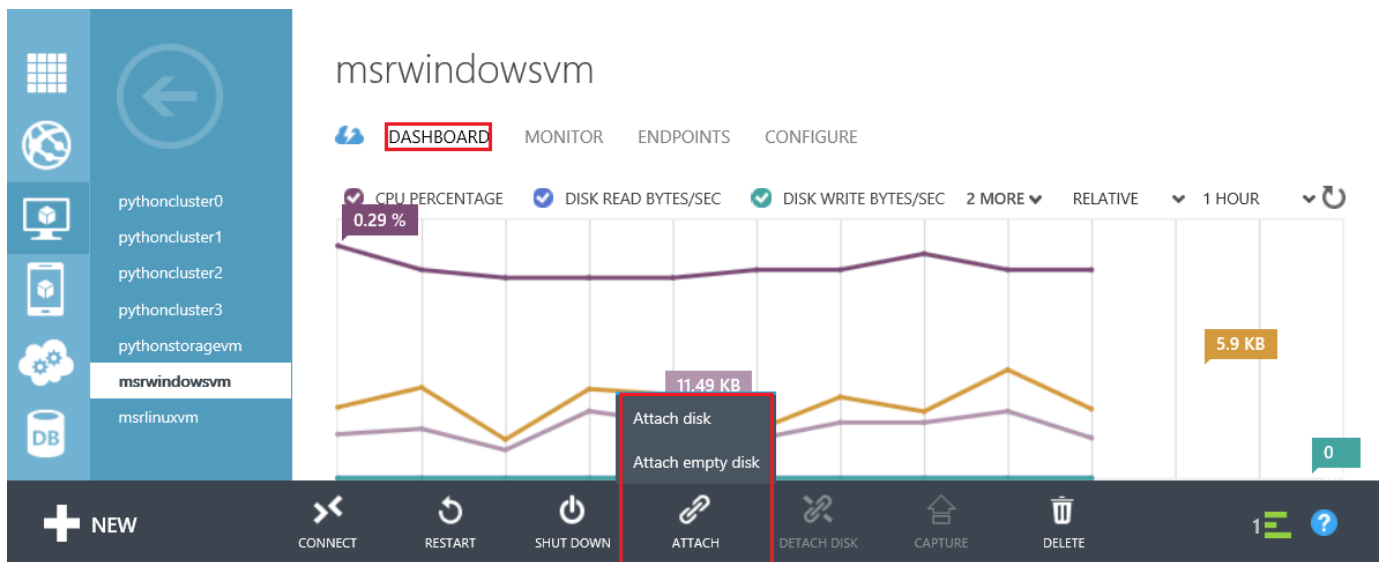 msrwindowsvm
DASHBOARD MONITOR ENDPOINTS CONFIGURE
CPU PERCENTAGE DISK READ BYTES/SEC DISK WRITE BYTES/SEC 2 MORE RELATIVE 1 HOUR
0.29 %
pythoncluster0
pythoncluster1
pythoncluster2
pythoncluster3
pythonstoragevm
msrwindowsvm
msrlinuxvm
DB
5.9 KB
11.49 KB
Attach disk
Attach empty disk
0
NEW
CONNECT RESTART SHUT DOWN ATTACH DETACH DISK CAPTURE DELETE
1
?